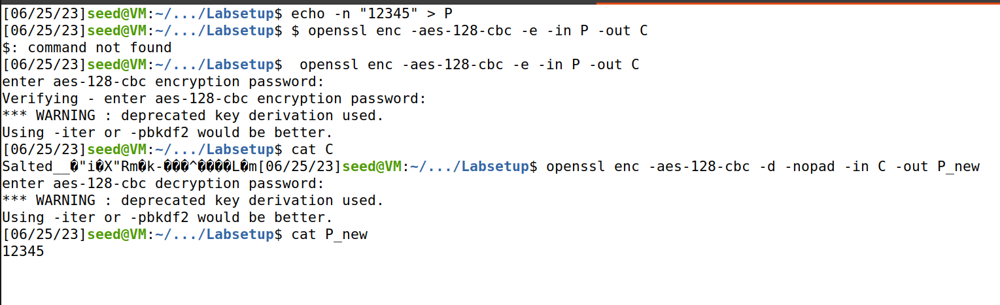 [06/25/23]seed@VM:~/.../Labsetup$ echo -n "12345" > P
[06/25/23]seed@VM:~/.../Labsetup$ $ openssl enc -aes-128-cbc -e -in P -out C
$: command not found
[06/25/23]seed@VM:~/.../Labsetup$  openssl enc -aes-128-cbc -e -in P -out C
enter aes-128-cbc encryption password:
Verifying - enter aes-128-cbc encryption password:
*** WARNING : deprecated key derivation used.
Using -iter or -pbkdf2 would be better.
[06/25/23]seed@VM:~/.../Labsetup$ cat C
Salted__�"i�X"Rm�k-���^����L�m[06/25/23]seed@VM:~/.../Labsetup$ openssl enc -aes-128-cbc -d -nopad -in C -out P_new
enter aes-128-cbc decryption password:
*** WARNING : deprecated key derivation used.
Using -iter or -pbkdf2 would be better.
[06/25/23]seed@VM:~/.../Labsetup$ cat P_new
12345